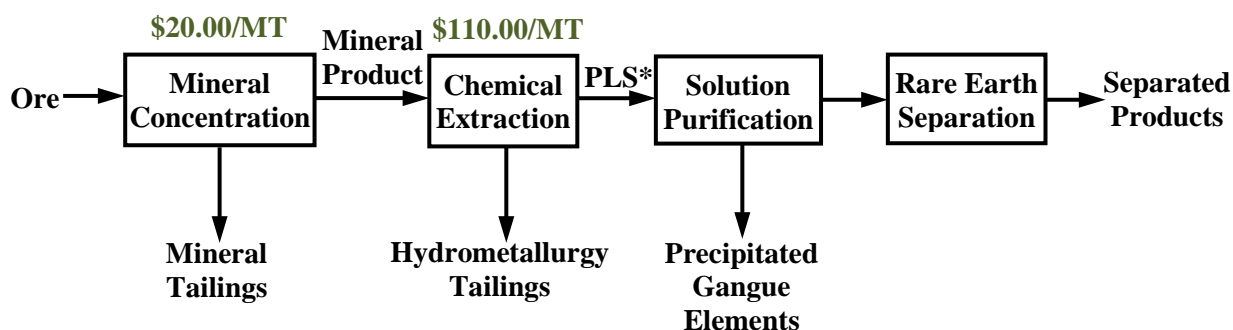 $20.00/MT
$110.00/MT
Ore
Mineral
Concentration
Mineral
Product
Chemical
Extraction
PLS*
Solution
Purification
Rare Earth
Separation
Separated
Products
Mineral
Tailings
Hydrometallurgy
Tailings
Precipitated
Gangue
Elements